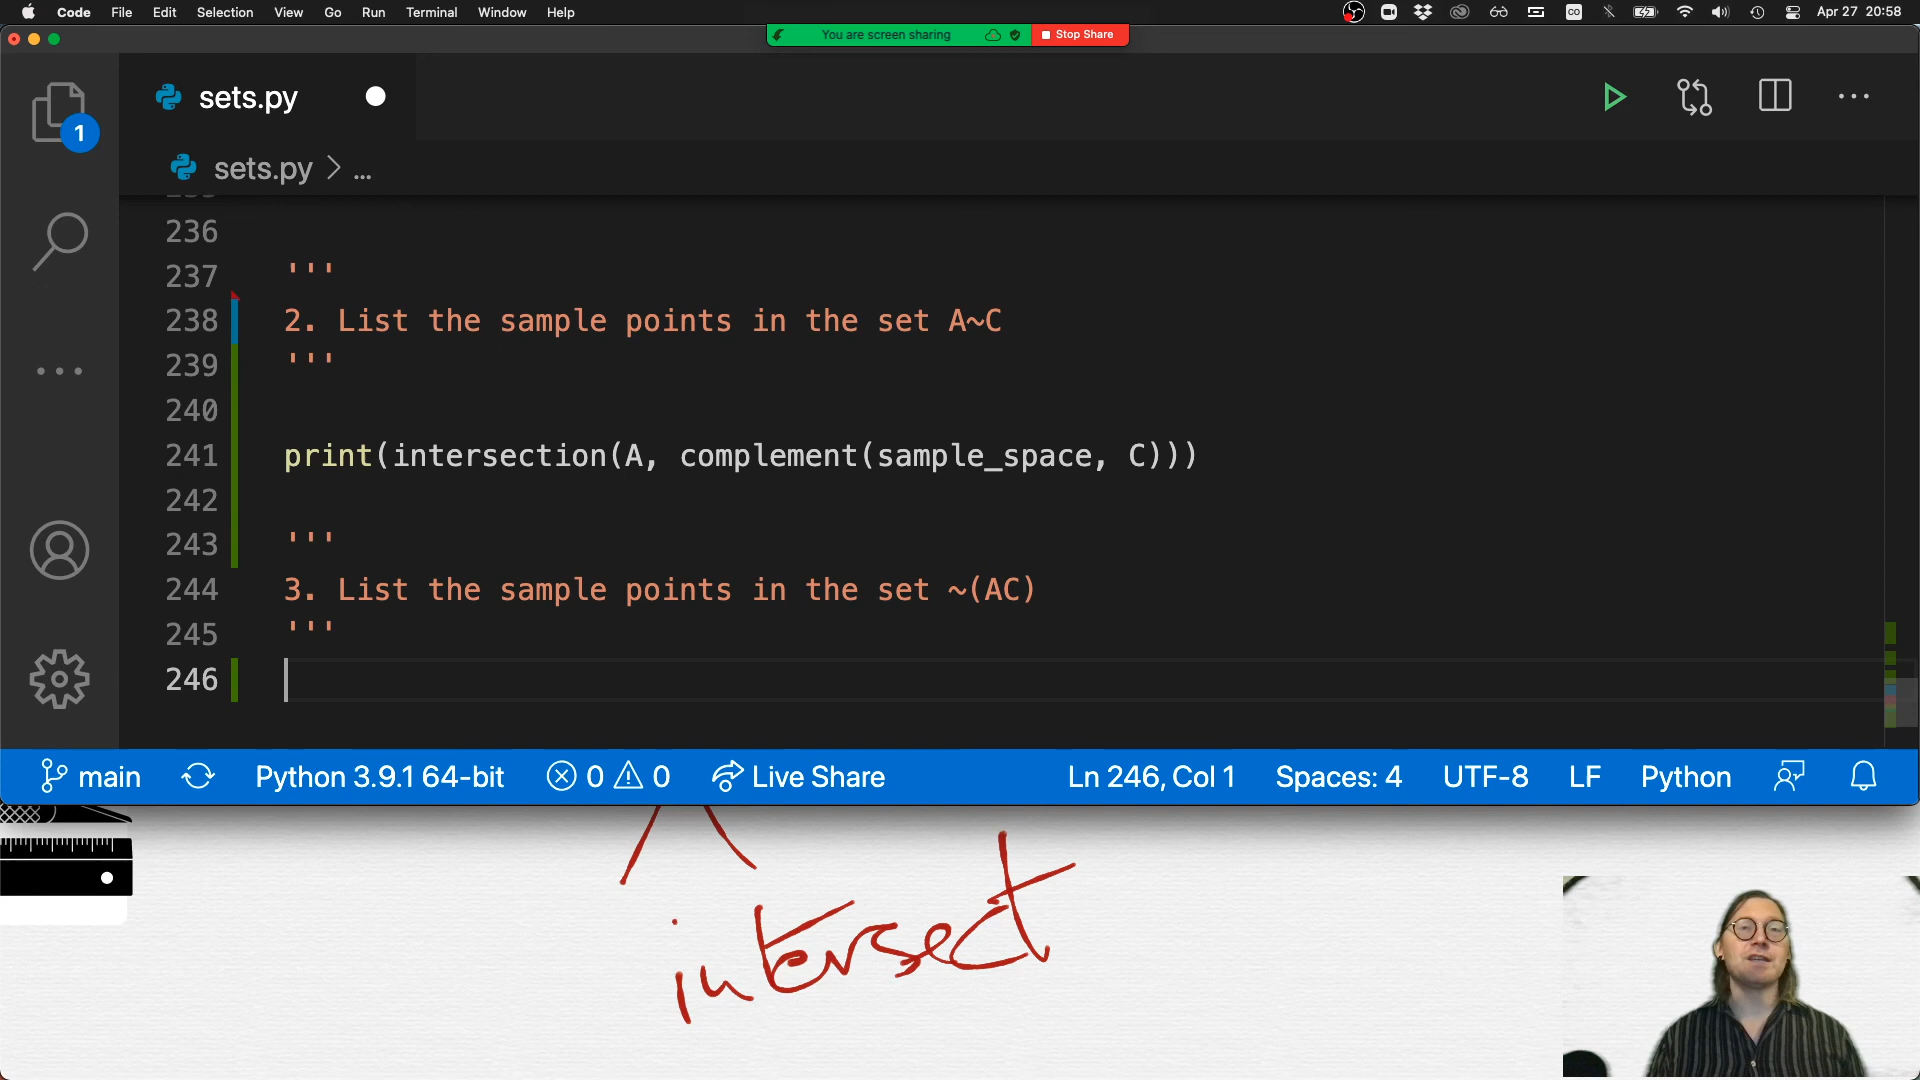 Code File Edit Selection View Go Run Terminal Window Help
CO
Apr 27 20:58
You are screen sharing
Stop Share
sets.py
1
sets.py > ...
236
237 '''
238 2. List the sample points in the set A~C
239 '''
240
241 print(intersection(A, complement(sample_space, C)))
242
243 '''
244 3. List the sample points in the set ~(AC)
245 '''
246
main Python 3.9.1 64-bit 0 0 Live Share Ln 246, Col 1 Spaces: 4 UTF-8 LF Python
intersect